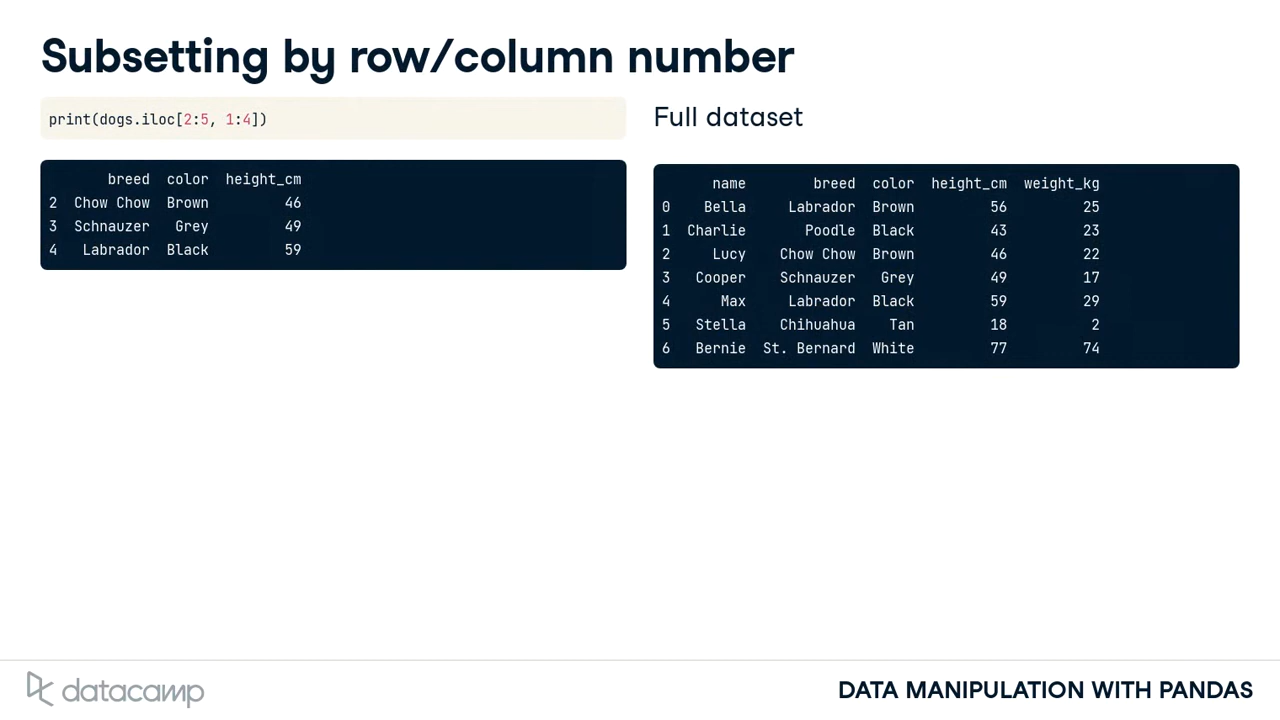 Subsetting by row/column number
print(dogs.iloc[2:5, 1:4])
breed color height_cm
2 Chow Chow Brown 46
3 Schnauzer Grey 49
4 Labrador Black 59
Full dataset
name breed color height_cm weight_kg
0 Bella Labrador Brown 56 25
1 Charlie Poodle Black 43 23
2 Lucy Chow Chow Brown 46 22
3 Cooper Schnauzer Grey 49 17
4 Max Labrador Black 59 29
5 Stella Chihuahua Tan 18 2
6 Bernie St. Bernard White 77 74
datacamp
DATA MANIPULATION WITH PANDAS